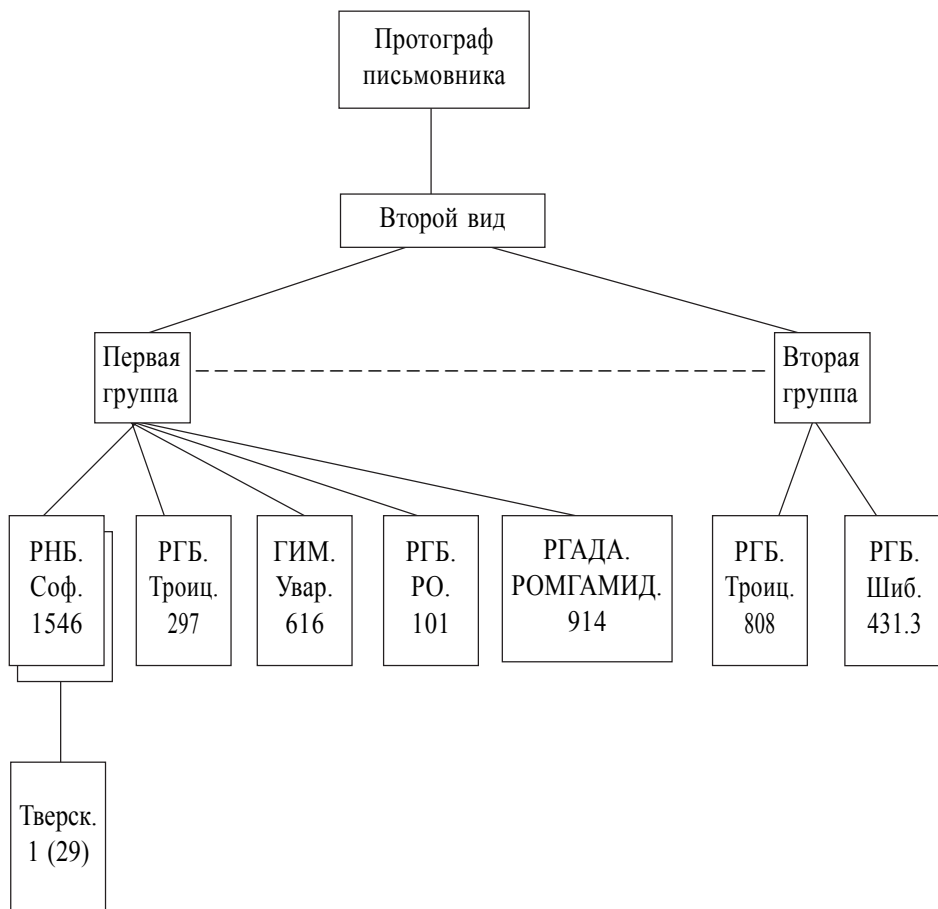 Протограф
письмовника
Второй вид
Первая
группа
Вторая
группа
РНБ.
Соф.
1546
РГБ.
Троиц.
297
ГИМ.
Увар.
616
РГБ.
РО.
101
РГАДА.
РОМГАМИД.
914
РГБ.
Троиц.
808
РГБ.
Шиб.
431.3
Тверск.
1 (29)